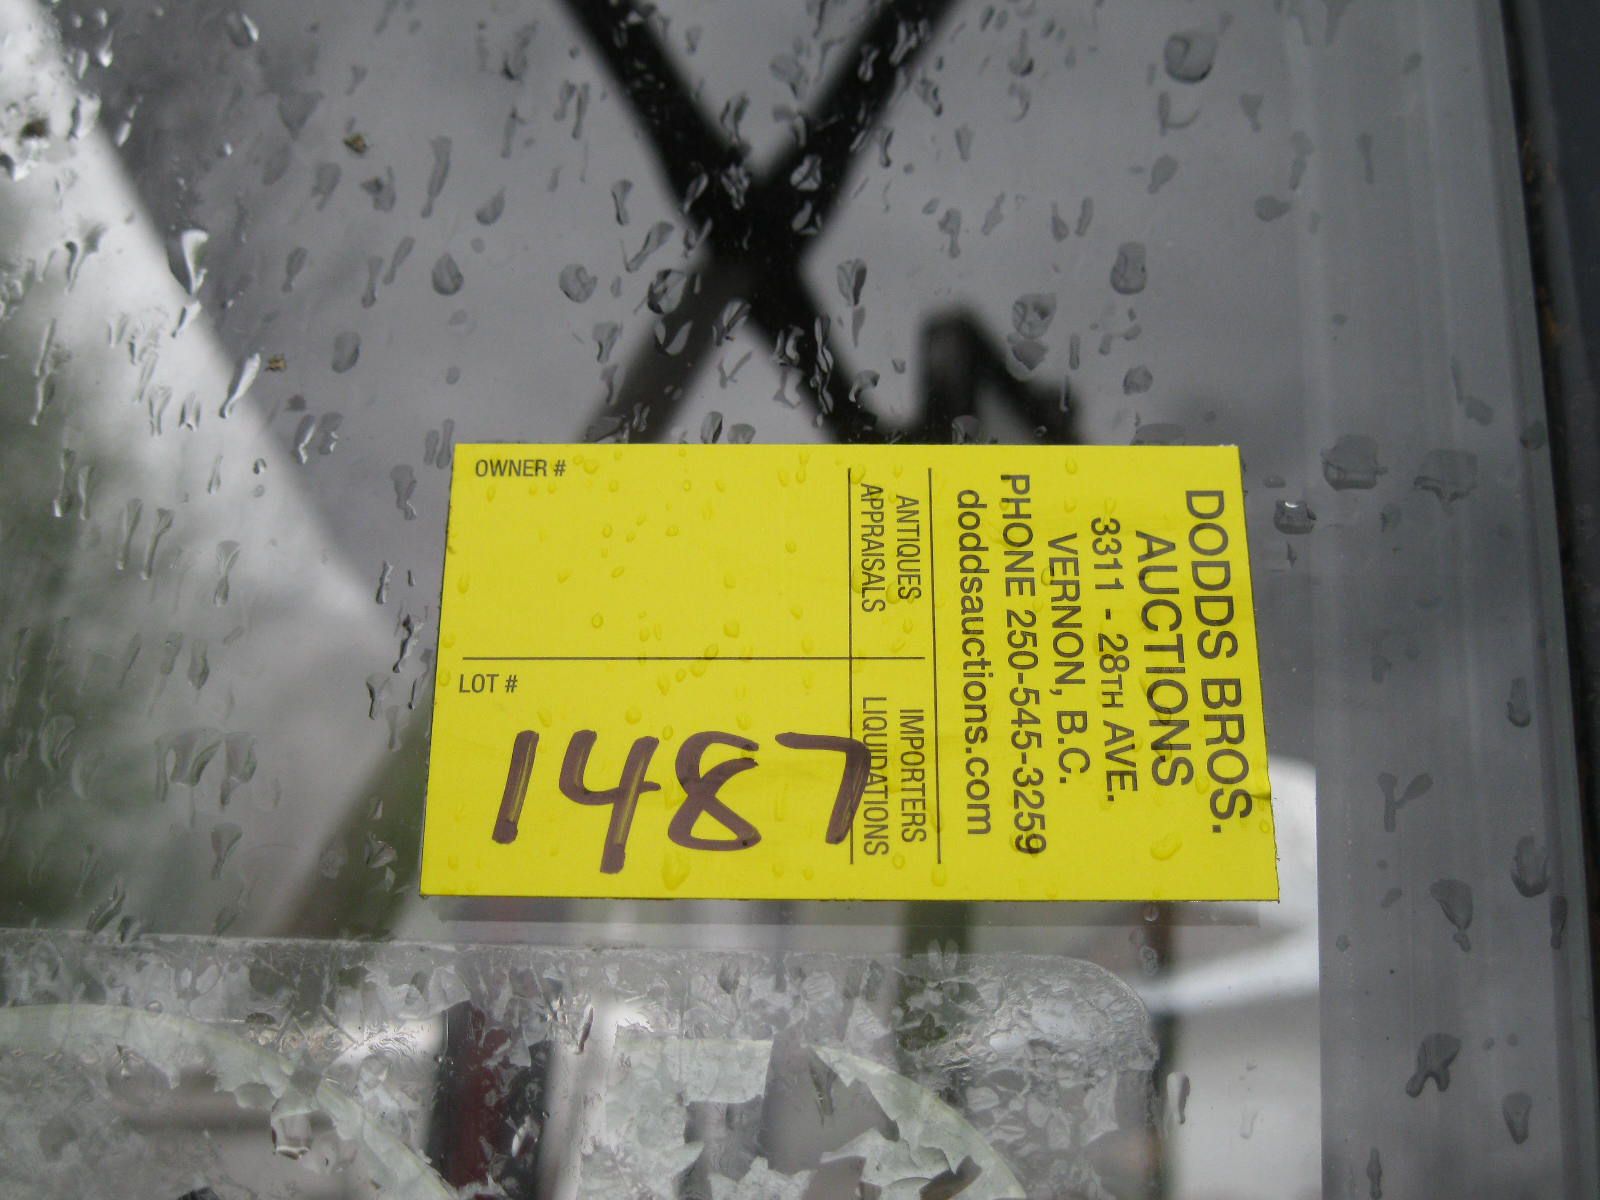 DODDS BROS.
AUCTIONS
3311 - 28TH AVE.
VERNON, B.C.
PHONE 250-545-3259
doddsauctions.com
ANTIQUES IMPORTERS
APPRAISALS LIQUIDATIONS
OWNER #
LOT #
1487